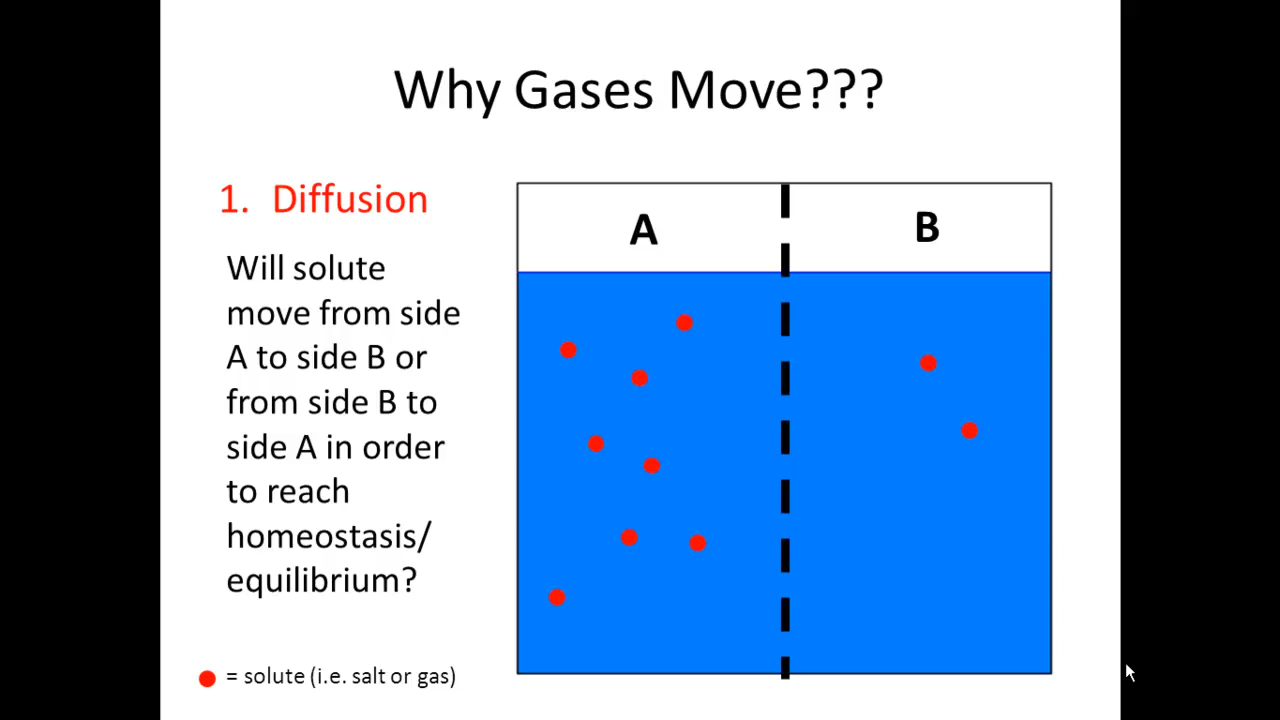 Why Gases Move???
1. Diffusion
Will solute
move from side
A to side B or
from side B to
side A in order
to reach
homeostasis/
equilibrium?
= solute (i.e. salt or gas)
A
B